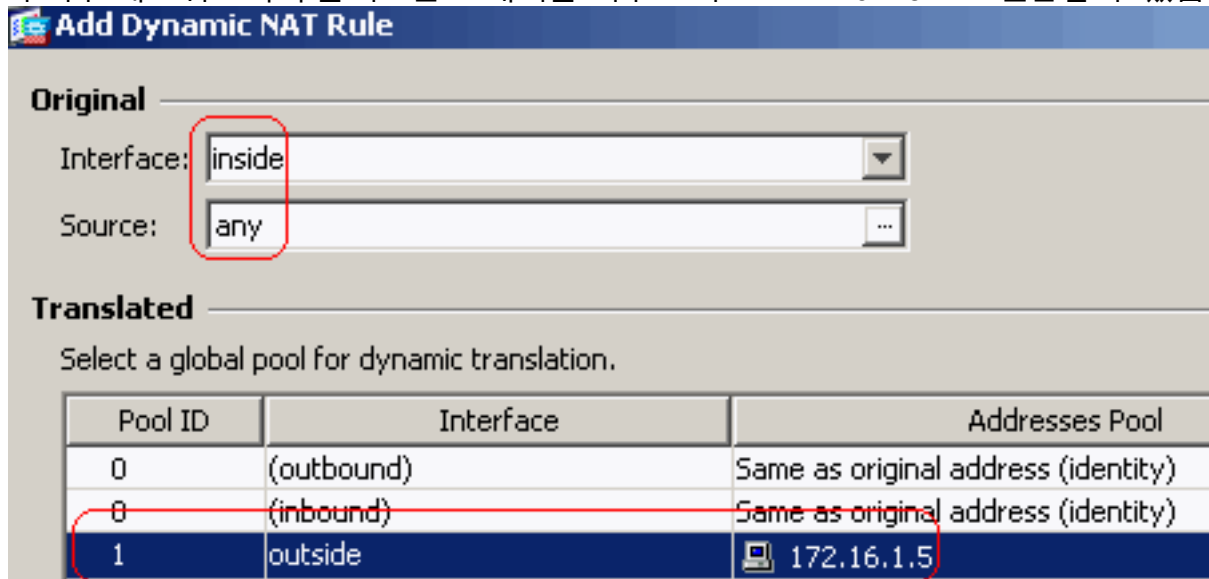 Add Dynamic NAT Rule
Original
Interface: inside
Source: any ...
Translated
Select a global pool for dynamic translation.
Pool ID Interface Addresses Pool
0 (outbound) Same as original address (identity)
0 (inbound) Same as original address (identity)
1 outside 172.16.1.5